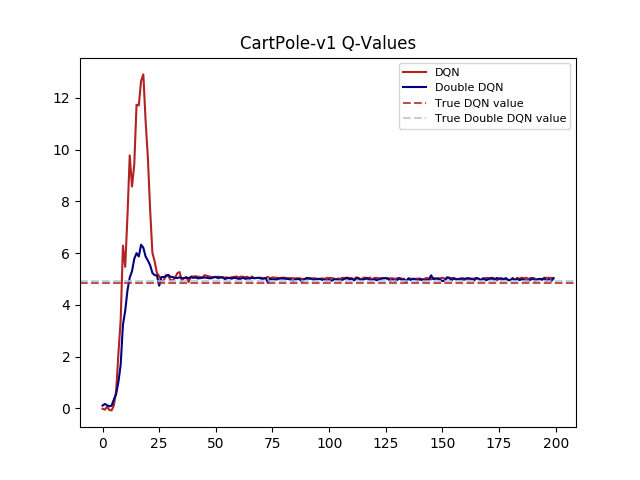 CartPole-v1 Q-Values
DQN
Double DQN
True DQN value
True Double DQN value
12
10
8
6
4
2
0
0 25 50 75 100 125 150 175 200